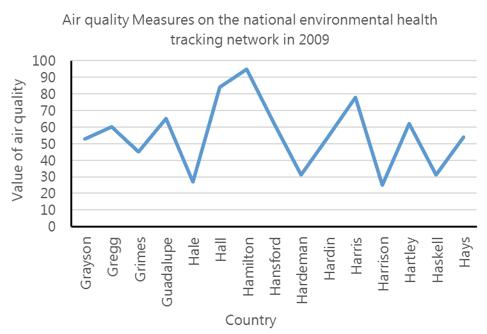 Air quality Measures on the national environmental health
tracking network in 2009
Value of air quality
100
90
80
70
60
50
40
30
20
10
0
Grayson
Gregg
Grimes
Guadalupe
Hale
Hall
Hamilton
Hansford
Hardeman
Hardin
Harris
Harrison
Hartley
Haskell
Hays
Country